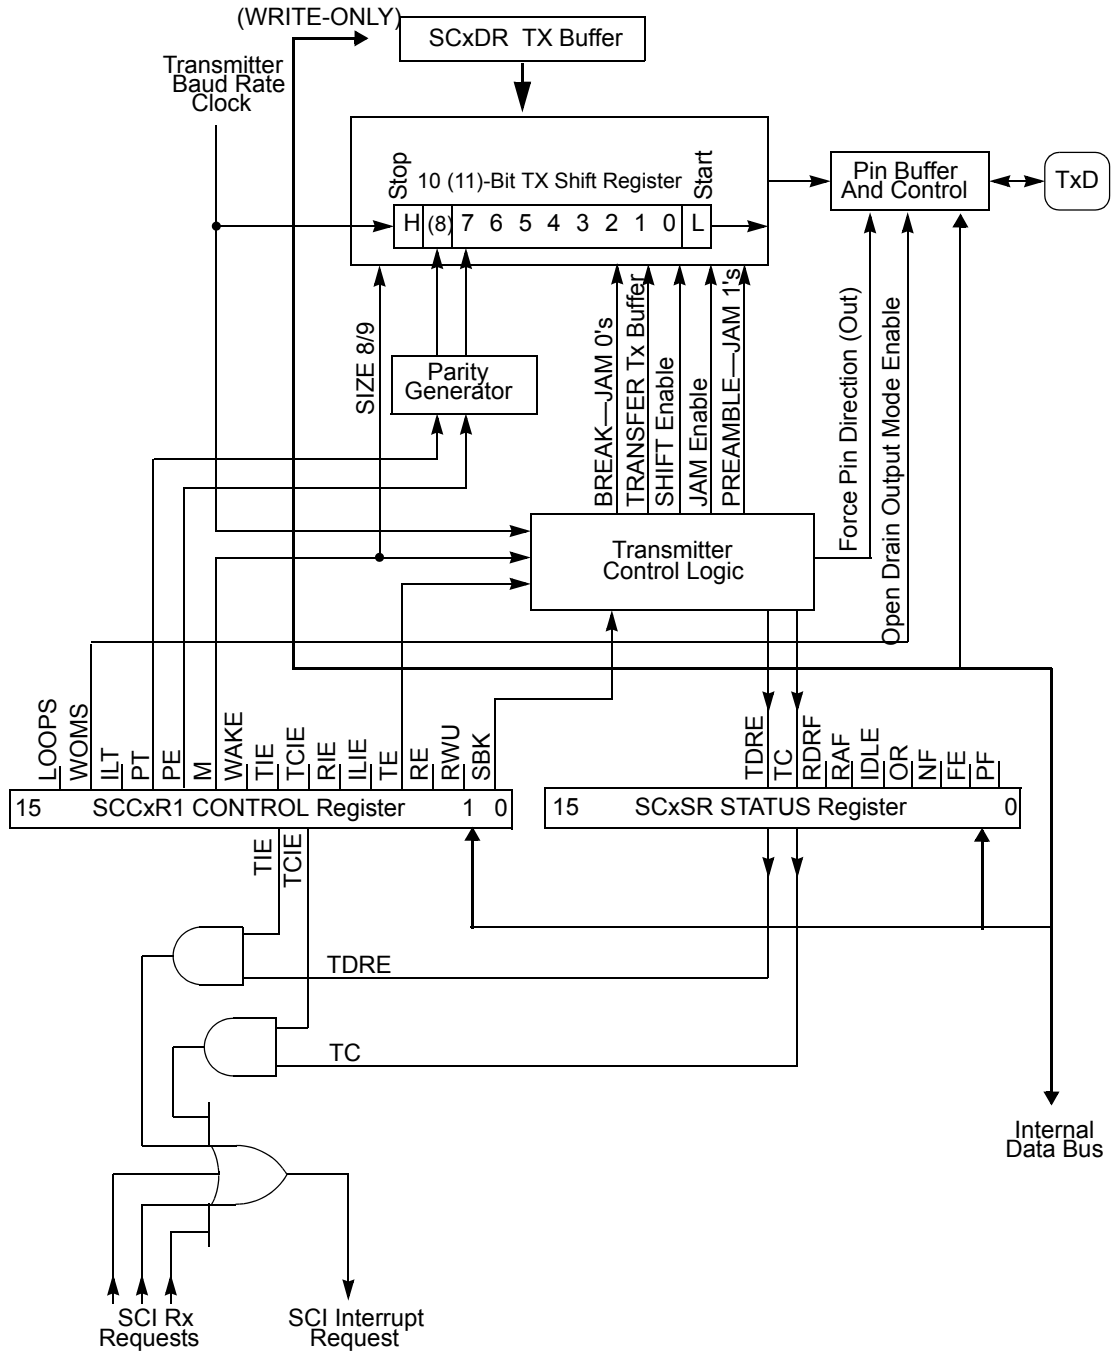 (WRITE-ONLY)
SCxDR TX Buffer
Transmitter
Baud Rate
Clock
Stop
10 (11)-Bit TX Shift Register
Start
H (8) 7 6 5 4 3 2 1 0 L
Pin Buffer
And Control
TxD
SIZE 8/9
Parity
Generator
BREAK—JAM 0's
TRANSFER Tx Buffer
SHIFT Enable
JAM Enable
PREAMBLE—JAM 1's
Force Pin Direction (Out)
Open Drain Output Mode Enable
Transmitter
Control Logic
LOOPS
WOMS
ILT
PT
PE
M
WAKE
TIE
TCIE
RIE
ILIE
TE
RE
RWU
SBK
TDRE
TC
RDRF
RAF
IDLE
OR
NF
FE
PF
15 SCCxR1 CONTROL Register 1 0
15 SCxSR STATUS Register 0
TIE
TCIE
TDRE
TC
Internal
Data Bus
SCI Rx
Requests
SCI Interrupt
Request